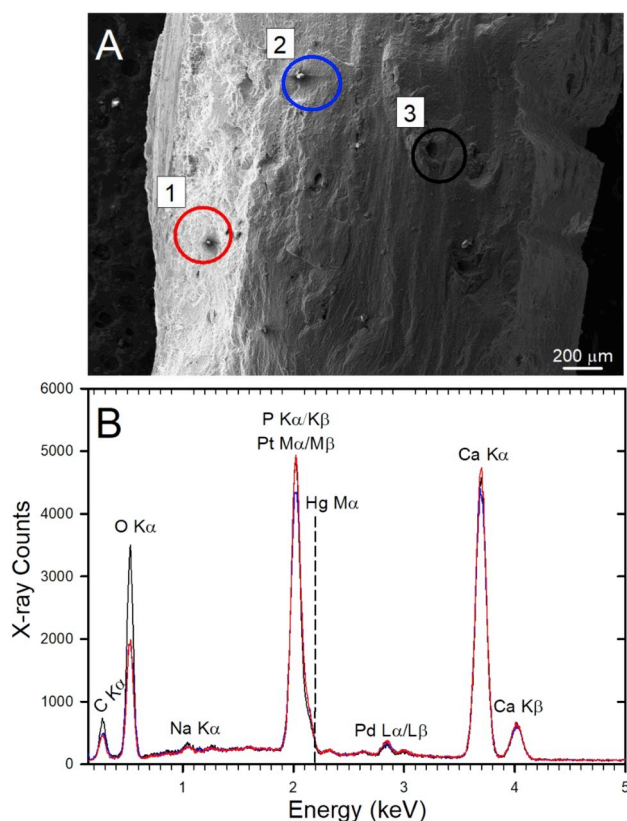 A
1
2
3
200 μm
B
6000
5000
4000
3000
2000
1000
0
X-ray Counts
C Kα
O Kα
Na Kα
P Kα/Kβ
Pt Mα/Mβ
Hg Mα
Pd Lα/Lβ
Ca Kα
Ca Kβ
1
2
3
4
5
Energy (keV)